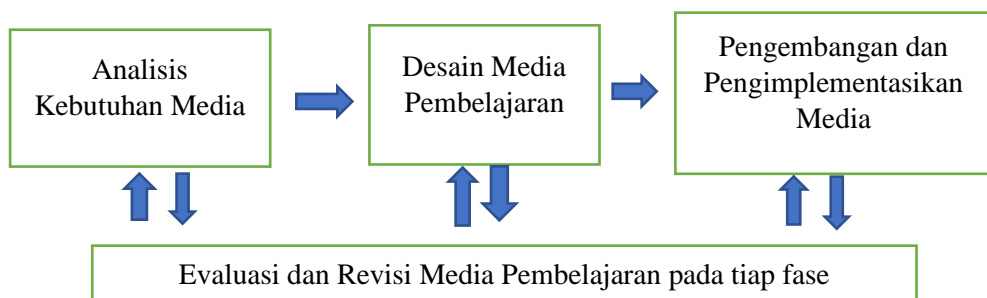 Analisis
Kebutuhan Media
Desain Media
Pembelajaran
Pengembangan dan
Pengimplementasikan
Media
Evaluasi dan Revisi Media Pembelajaran pada tiap fase